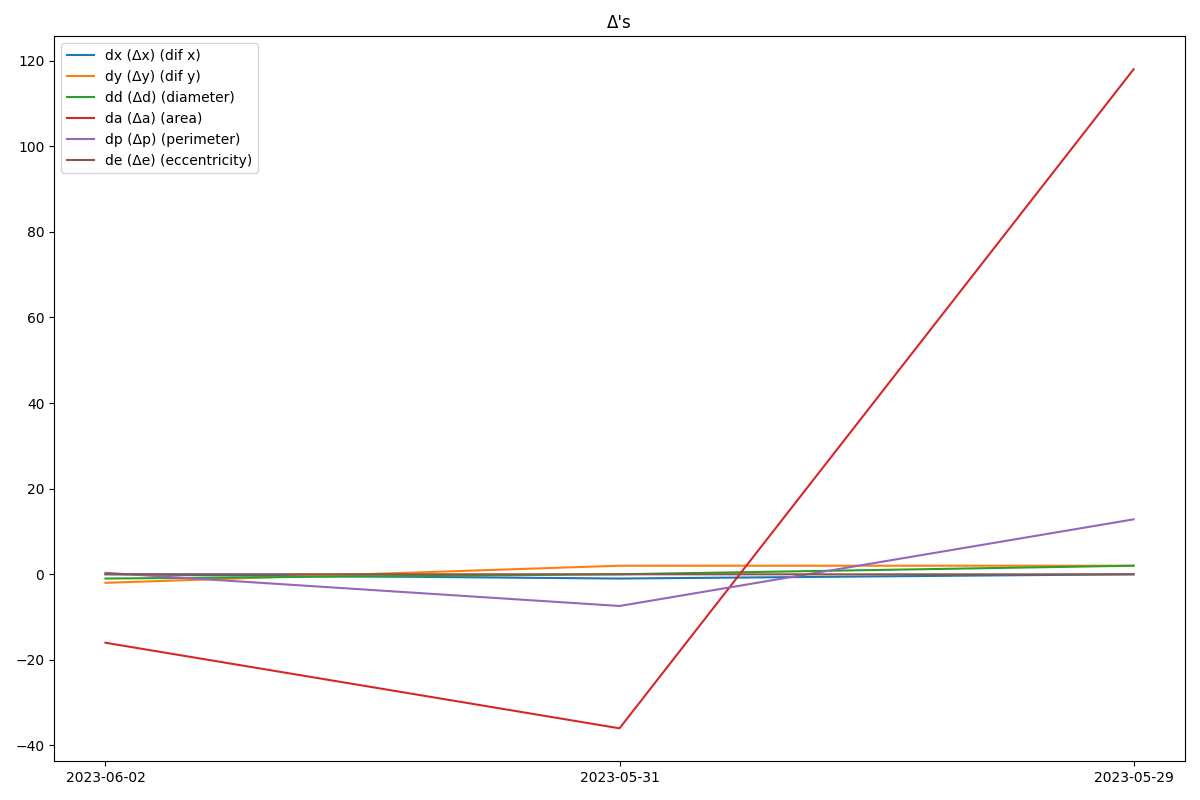 Δ's
dx (Δx) (dif x)
dy (Δy) (dif y)
dd (Δd) (diameter)
da (Δa) (area)
dp (Δp) (perimeter)
de (Δe) (eccentricity)
120
100
80
60
40
20
0
−20
−40
2023-06-02 2023-05-31 2023-05-29